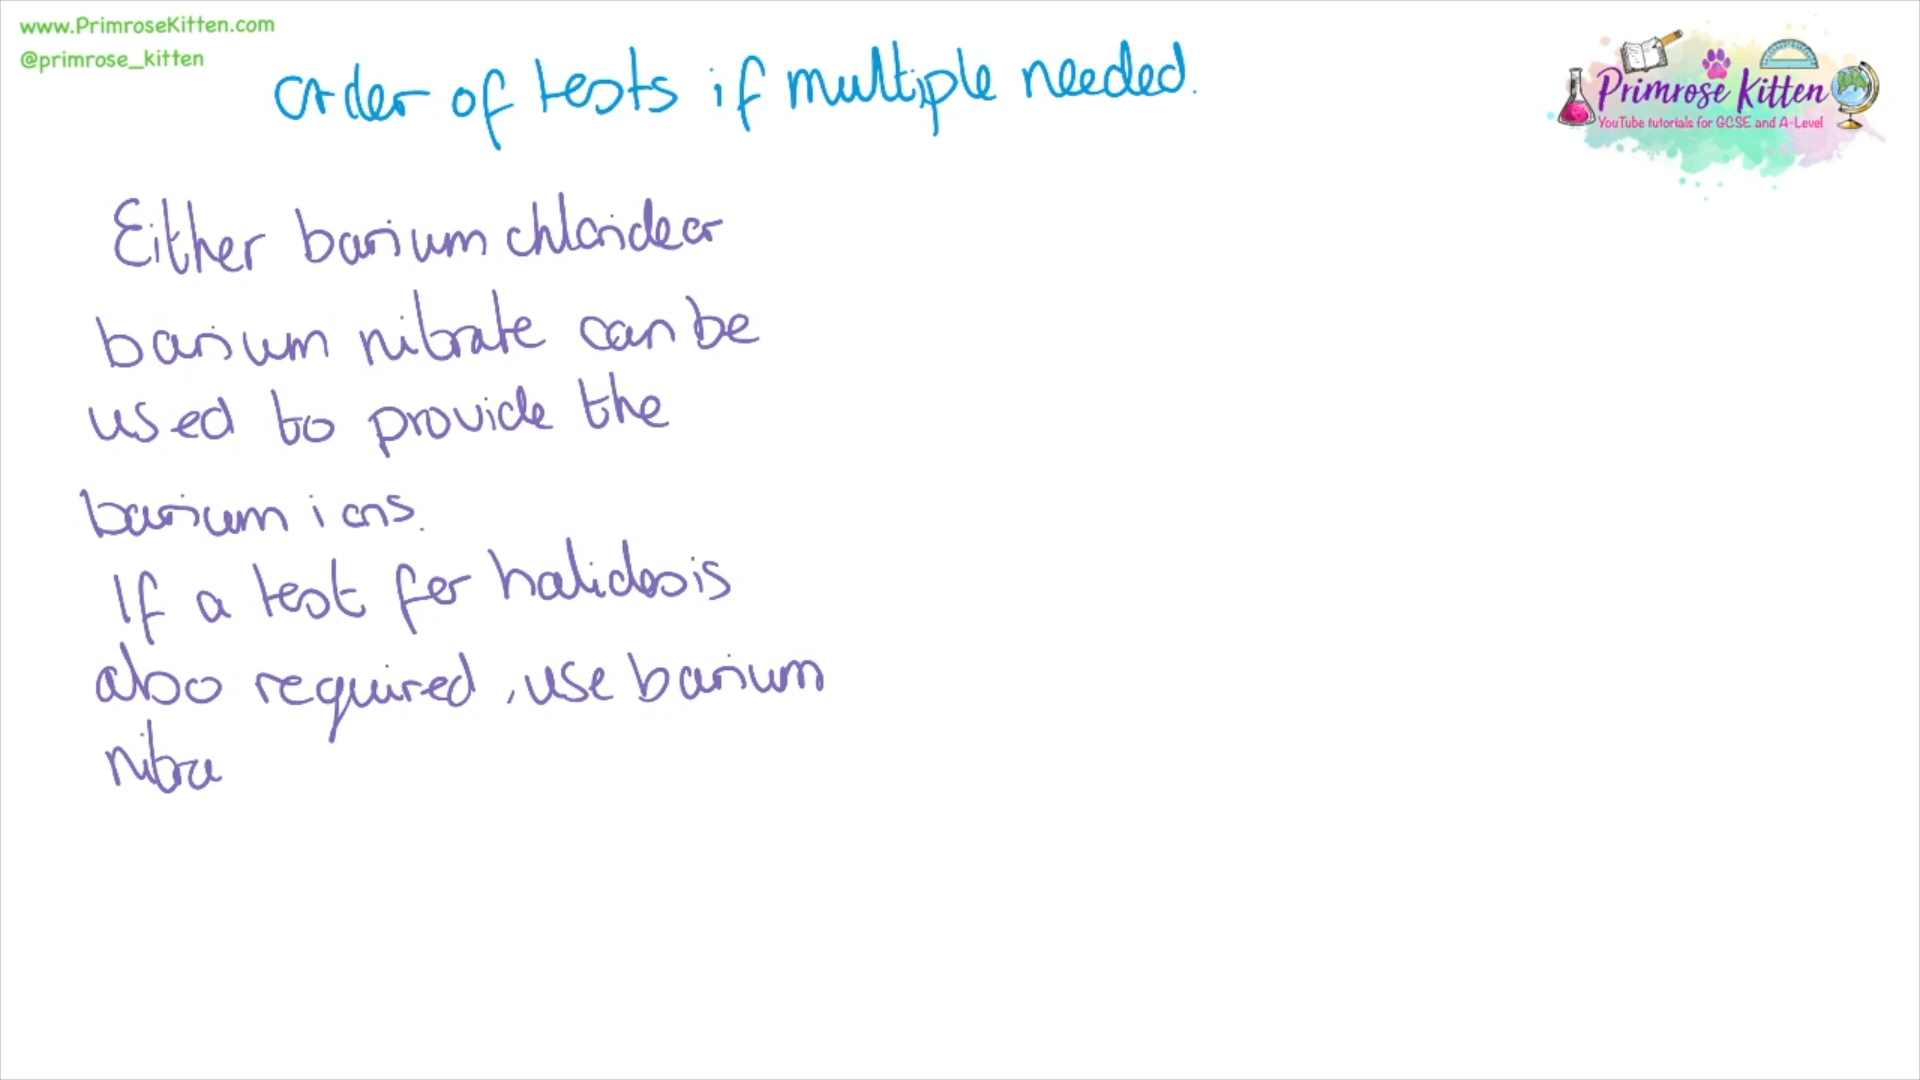 www.PrimroseKitten.com
@primrose_kitten
order of tests if multiple needed.
Primrose Kitten
YouTube tutorials for GCSE and A-Level
Either barium chloride or
barium nitrate can be
used to provide the
barium ions.
If a test for halides is
also required, use barium
nitra